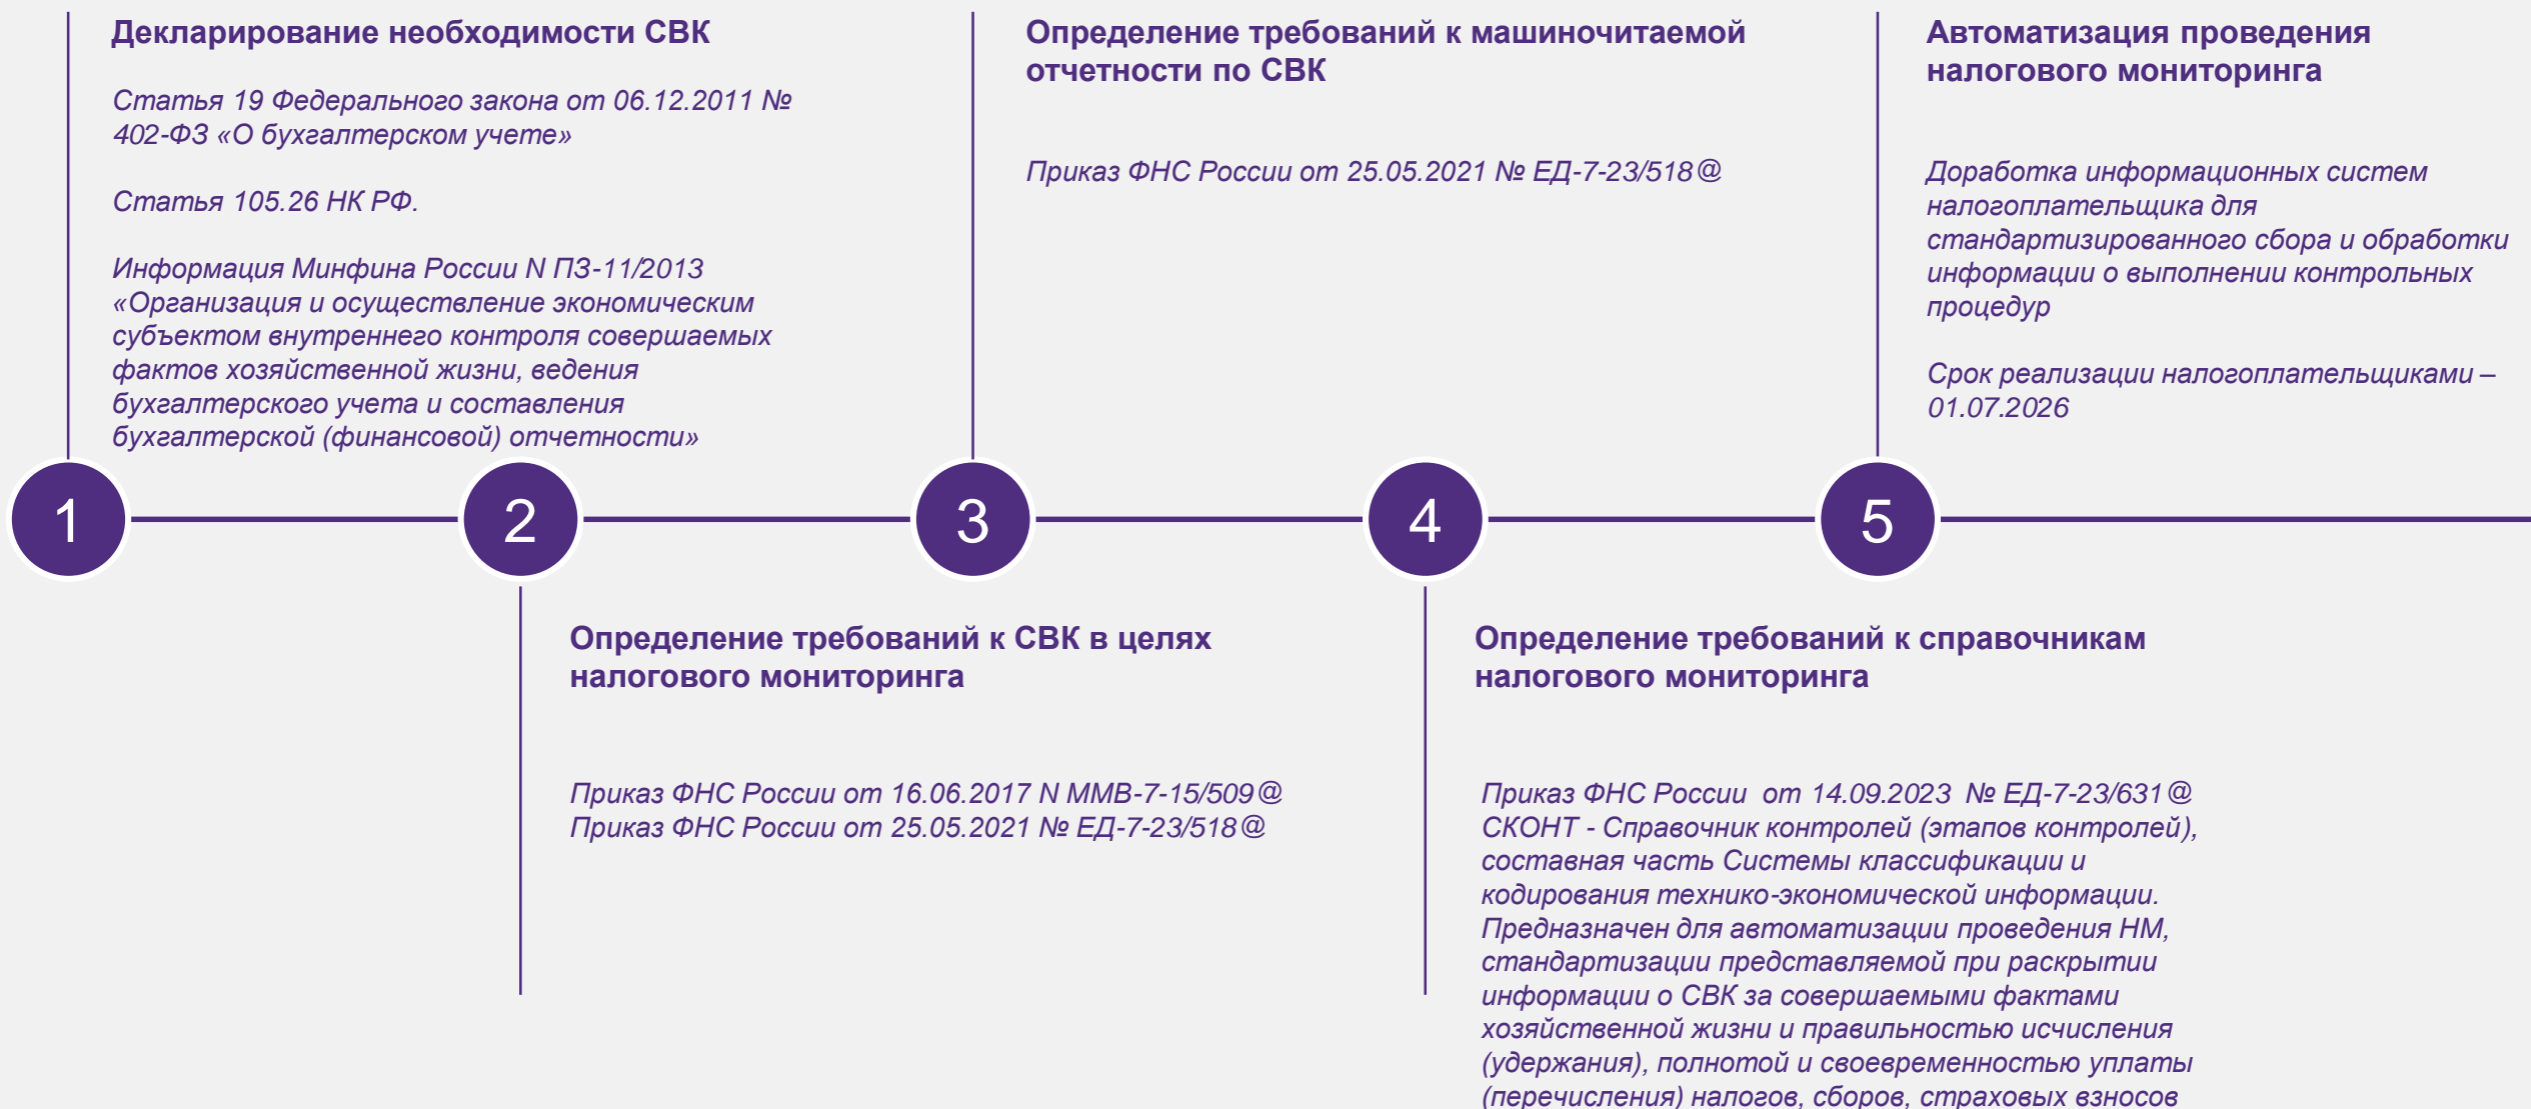 Декларирование необходимости СВК
Статья 19 Федерального закона от 06.12.2011 №
402-ФЗ «О бухгалтерском учете»
Статья 105.26 НК РФ.
Информация Минфина России N ПЗ-11/2013
«Организация и осуществление экономическим
субъектом внутреннего контроля совершаемых
фактов хозяйственной жизни, ведения
бухгалтерского учета и составления
бухгалтерской (финансовой) отчетности»
Определение требований к машиночитаемой
отчетности по СВК
Приказ ФНС России от 25.05.2021 № ЕД-7-23/518@
Автоматизация проведения
налогового мониторинга
Доработка информационных систем
налогоплательщика для
стандартизированного сбора и обработки
информации о выполнении контрольных
процедур
Срок реализации налогоплательщиками –
01.07.2026
1
2
3
4
5
Определение требований к СВК в целях
налогового мониторинга
Приказ ФНС России от 16.06.2017 N ММВ-7-15/509@
Приказ ФНС России от 25.05.2021 № ЕД-7-23/518@
Определение требований к справочникам
налогового мониторинга
Приказ ФНС России от 14.09.2023 № ЕД-7-23/631@
СКОНТ - Справочник контролей (этапов контролей),
составная часть Системы классификации и
кодирования технико-экономической информации.
Предназначен для автоматизации проведения НМ,
стандартизации представляемой при раскрытии
информации о СВК за совершаемыми фактами
хозяйственной жизни и правильностью исчисления
(удержания), полнотой и своевременностью уплаты
(перечисления) налогов, сборов, страховых взносов